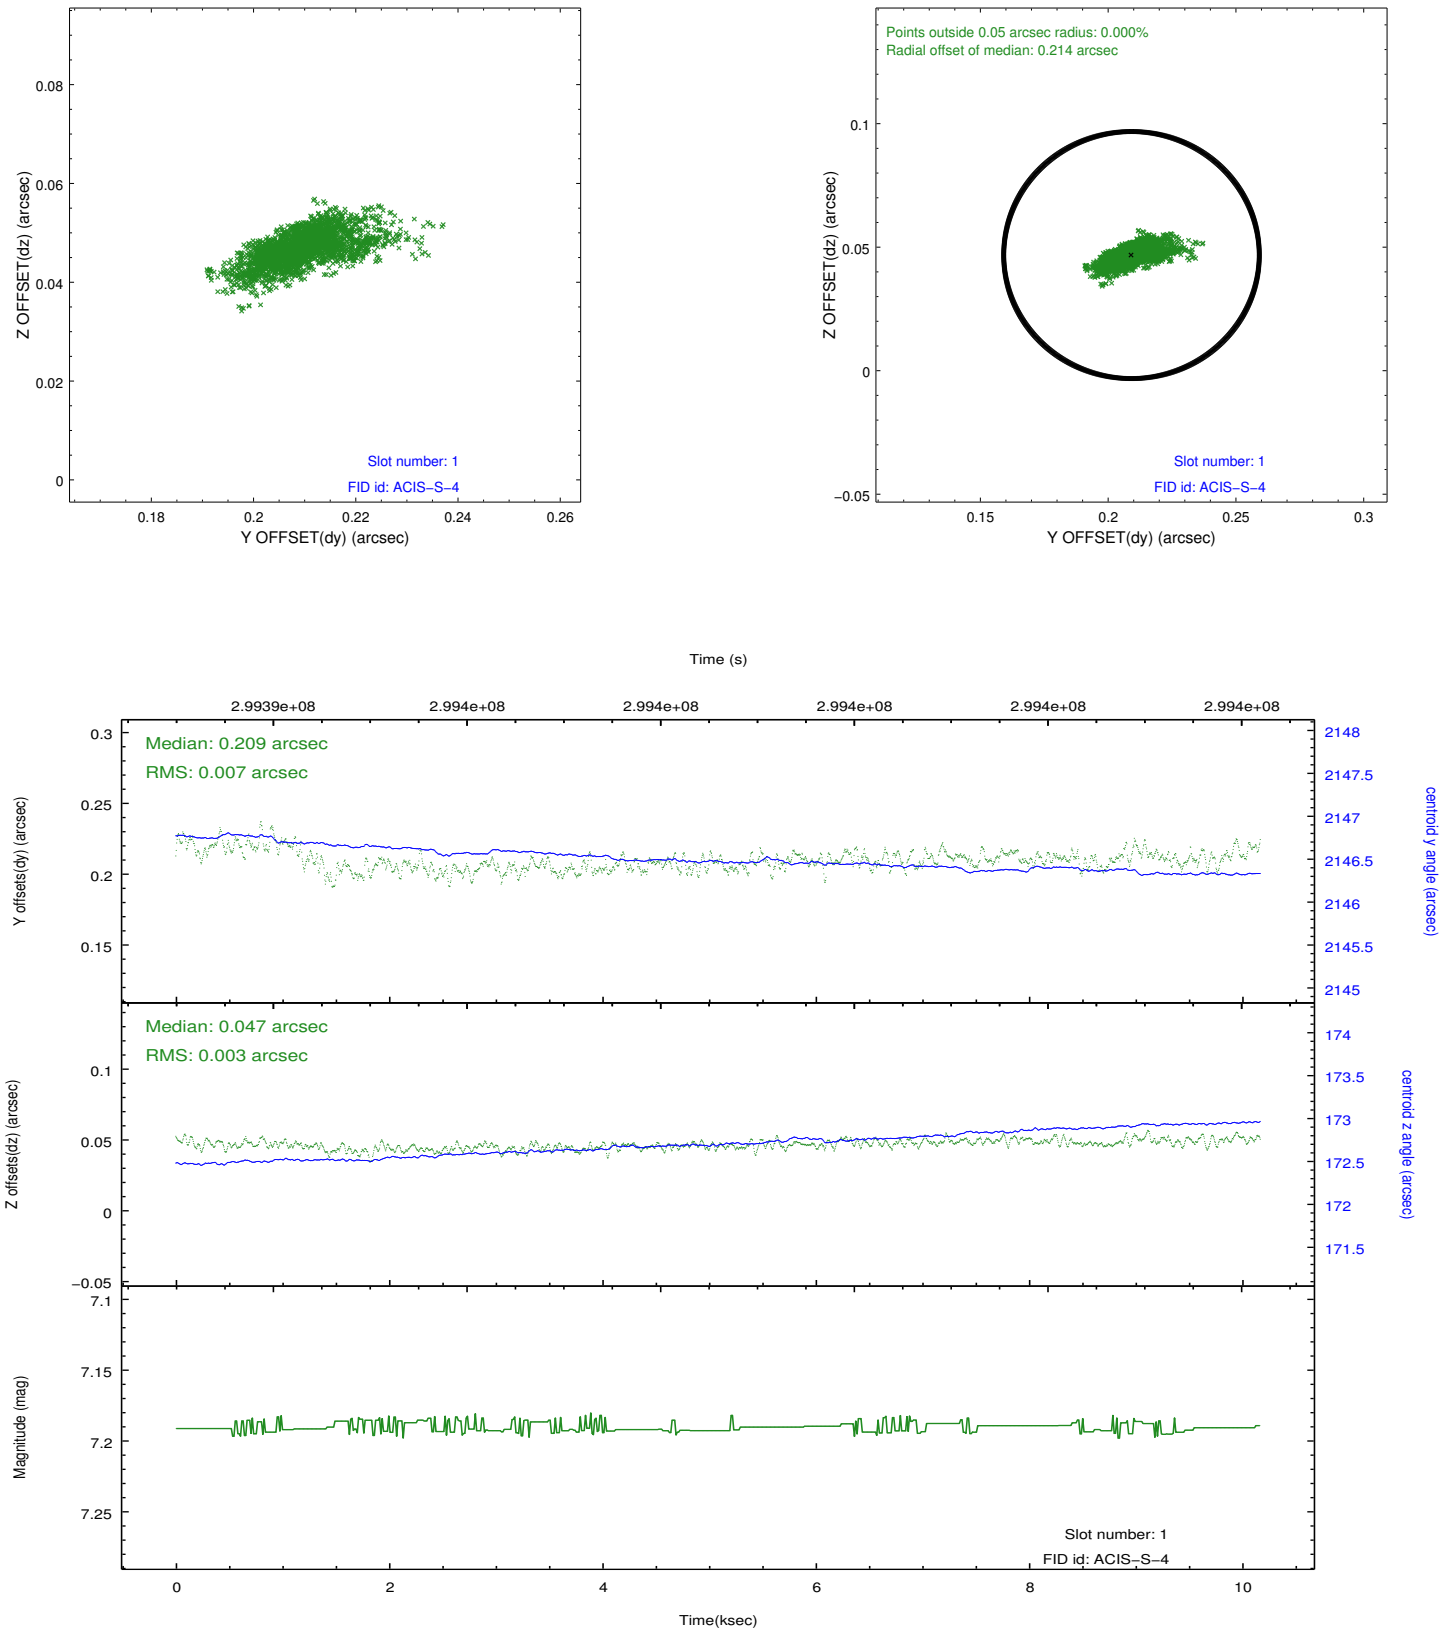 0.08
0.06
0.04
0.02
0
Z OFFSET(dz) (arcsec)
Slot number: 1
FID id: ACIS−S−4
0.18
0.2
0.22
0.24
0.26
Y OFFSET(dy) (arcsec)
Points outside 0.05 arcsec radius: 0.000%
Radial offset of median: 0.214 arcsec
0.1
0.05
0
−0.05
Z OFFSET(dz) (arcsec)
Slot number: 1
FID id: ACIS−S−4
0.15
0.2
0.25
0.3
Y OFFSET(dy) (arcsec)
Time (s)
2.9939e+08
2.994e+08
2.994e+08
2.994e+08
2.994e+08
2.994e+08
Median: 0.209 arcsec
RMS: 0.007 arcsec
0.3
0.25
0.2
0.15
Y offsets(dy) (arcsec)
2148
2147.5
2147
2146.5
2146
2145.5
2145
centroid y angle (arcsec)
Median: 0.047 arcsec
RMS: 0.003 arcsec
0.1
0.05
0
−0.05
Z offsets(dz) (arcsec)
174
173.5
173
172.5
172
171.5
centroid z angle (arcsec)
7.1
7.15
7.2
7.25
Magnitude (mag)
Slot number: 1
FID id: ACIS−S−4
0
2
4
6
8
10
Time(ksec)